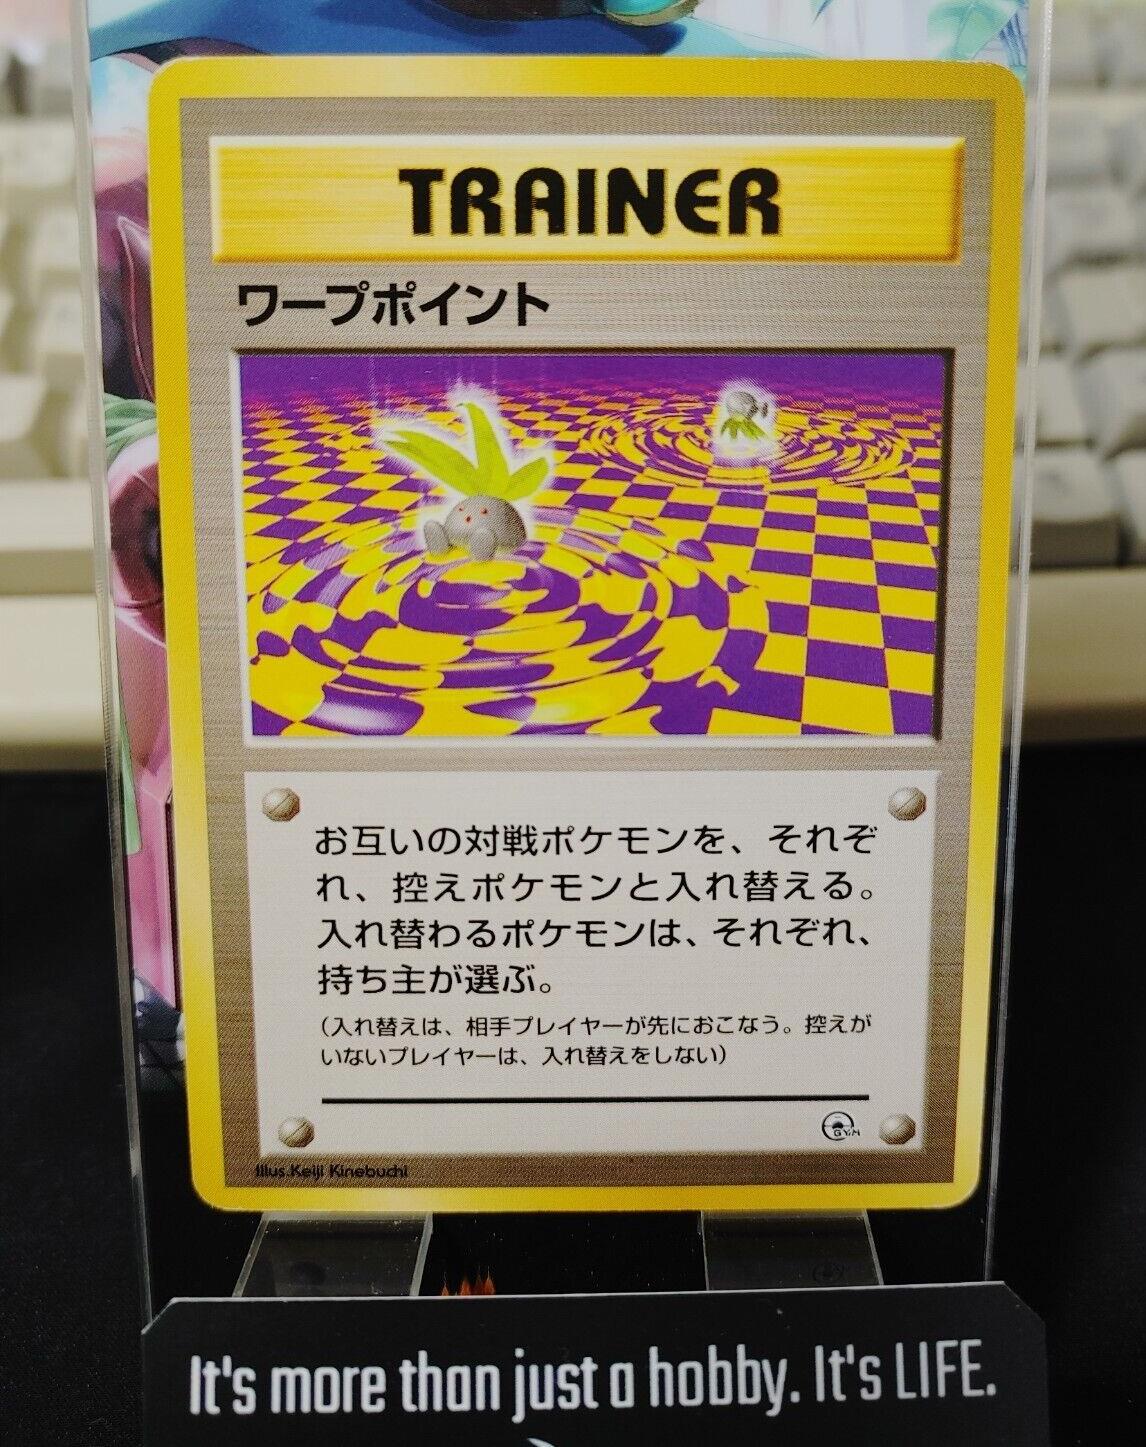 TRAINER
ワープポイント
お互いの対戦ポケモンを、それぞ
れ、控えポケモンと入れ替える。
入れ替わるポケモンは、それぞれ、
持ち主が選ぶ。
(入れ替えは、相手プレイヤーが先におこなう。控えが
いないプレイヤーは、入れ替えをしない)
GYM
Illus.Keiji Kinebuchi
It's more than just a hobby. It's LIFE.